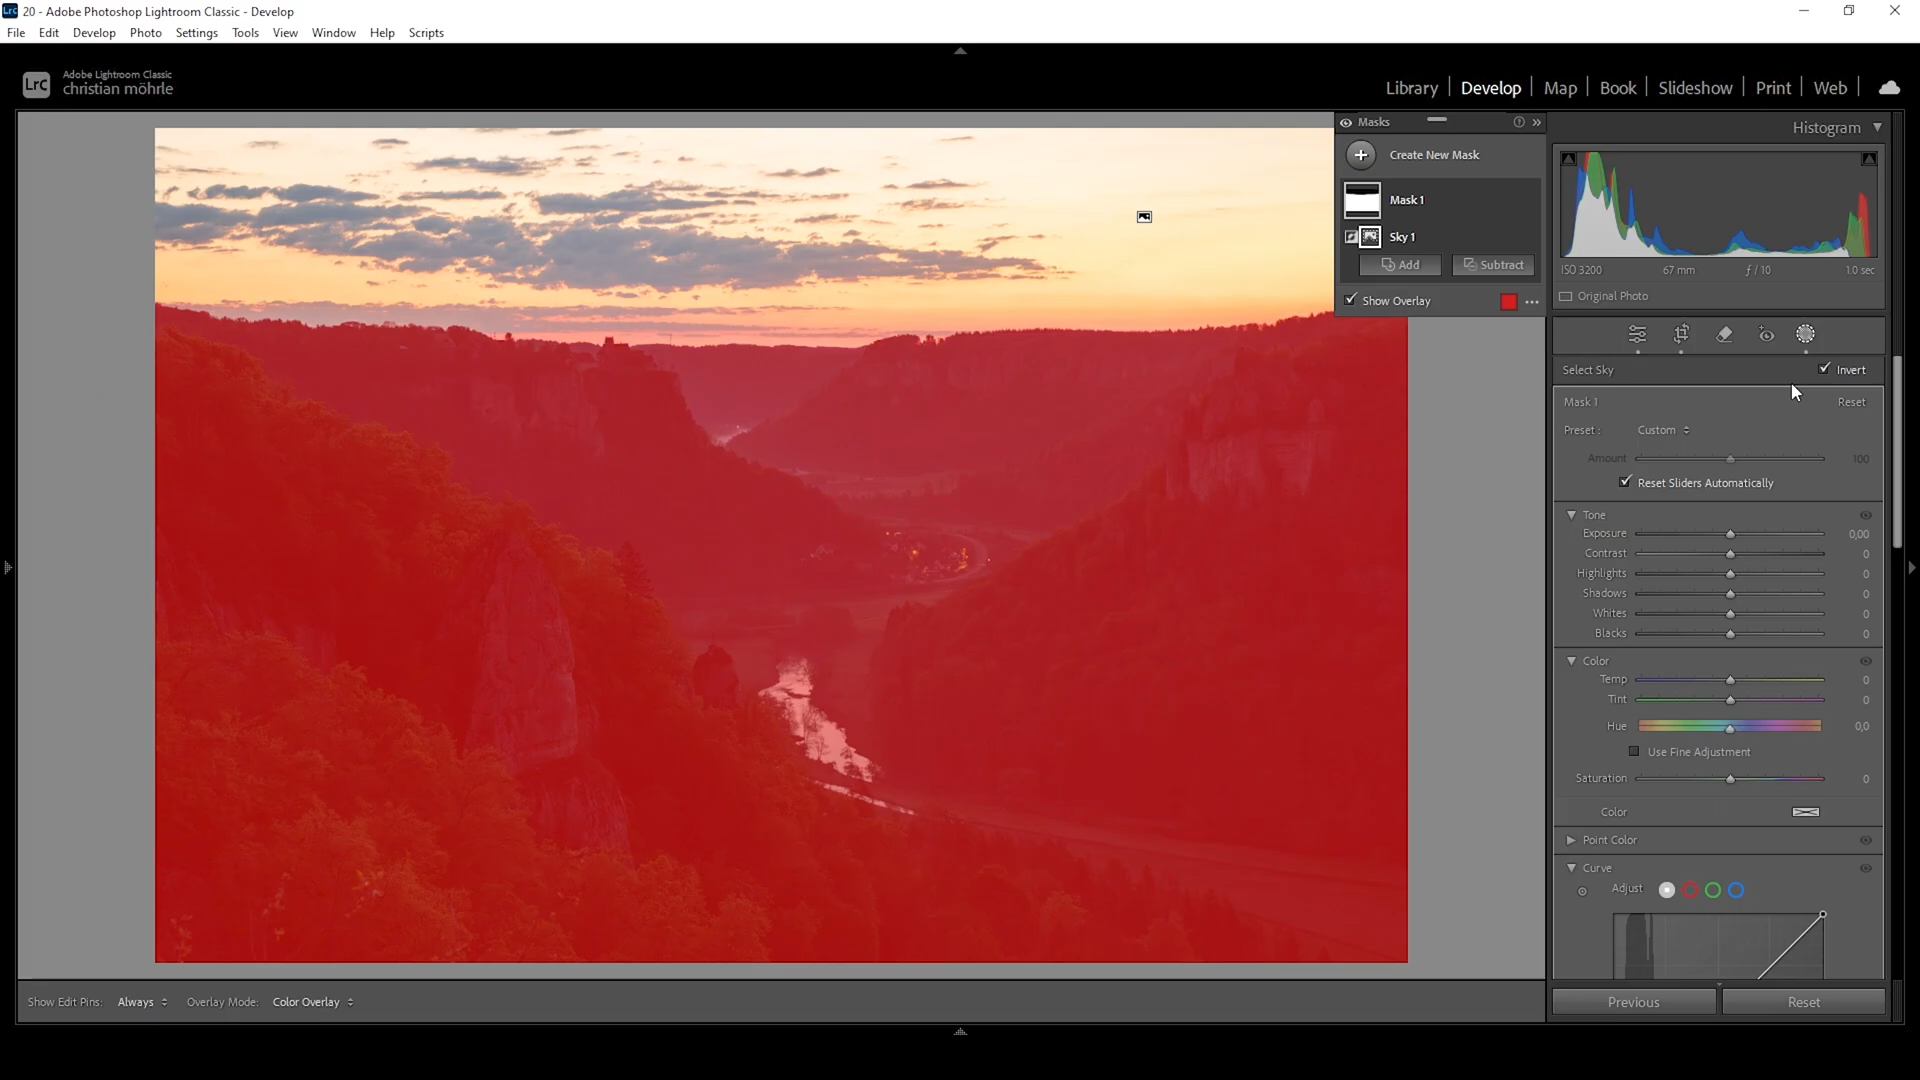 20 - Adobe Photoshop Lightroom Classic - Develop
File Edit Develop Photo Settings Tools View Window Help Scripts
Lrc
Adobe Lightroom Classic
christian möhrle
Library | Develop | Map | Book | Slideshow | Print | Web |
Masks
Create New Mask
Mask 1
Sky 1
Add
Subtract
Show Overlay
Histogram
ISO 3200 67 mm ƒ / 10 1.0 sec
Original Photo
Select Sky Invert
Mask 1 Reset
Preset : Custom
Amount 100
Reset Sliders Automatically
Tone
Exposure 0,00
Contrast 0
Highlights 0
Shadows 0
Whites 0
Blacks 0
Color
Temp 0
Tint 0
Hue 0,0
Use Fine Adjustment
Saturation 0
Color
Point Color
Curve
Adjust
Show Edit Pins: Always Overlay Mode: Color Overlay
Previous
Reset